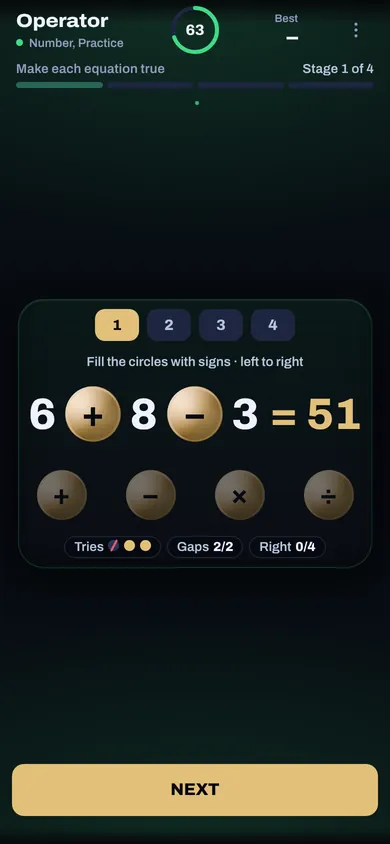 Operator
Number, Practice
63
Best
–
Make each equation true
Stage 1 of 4
1 2 3 4
Fill the circles with signs · left to right
6 + 8 − 3 = 51
+ − × ÷
Tries
Gaps 2/2
Right 0/4
NEXT